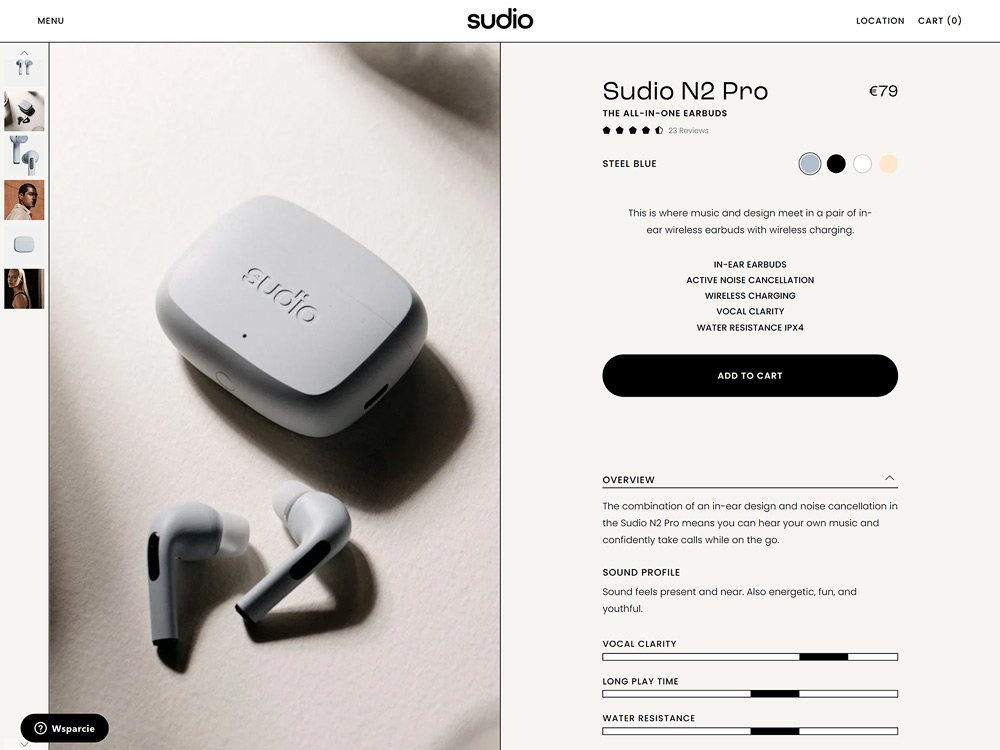 MENU
sudio
LOCATION
CART (0)
Sudio N2 Pro
€79
THE ALL-IN-ONE EARBUDS
23 Reviews
STEEL BLUE
This is where music and design meet in a pair of in-
ear wireless earbuds with wireless charging.
IN-EAR EARBUDS
ACTIVE NOISE CANCELLATION
WIRELESS CHARGING
VOCAL CLARITY
WATER RESISTANCE IPX4
ADD TO CART
sudio
OVERVIEW
The combination of an in-ear design and noise cancellation in
the Sudio N2 Pro means you can hear your own music and
confidently take calls while on the go.
SOUND PROFILE
Sound feels present and near. Also energetic, fun, and
youthful.
VOCAL CLARITY
LONG PLAY TIME
WATER RESISTANCE
Wsparcie